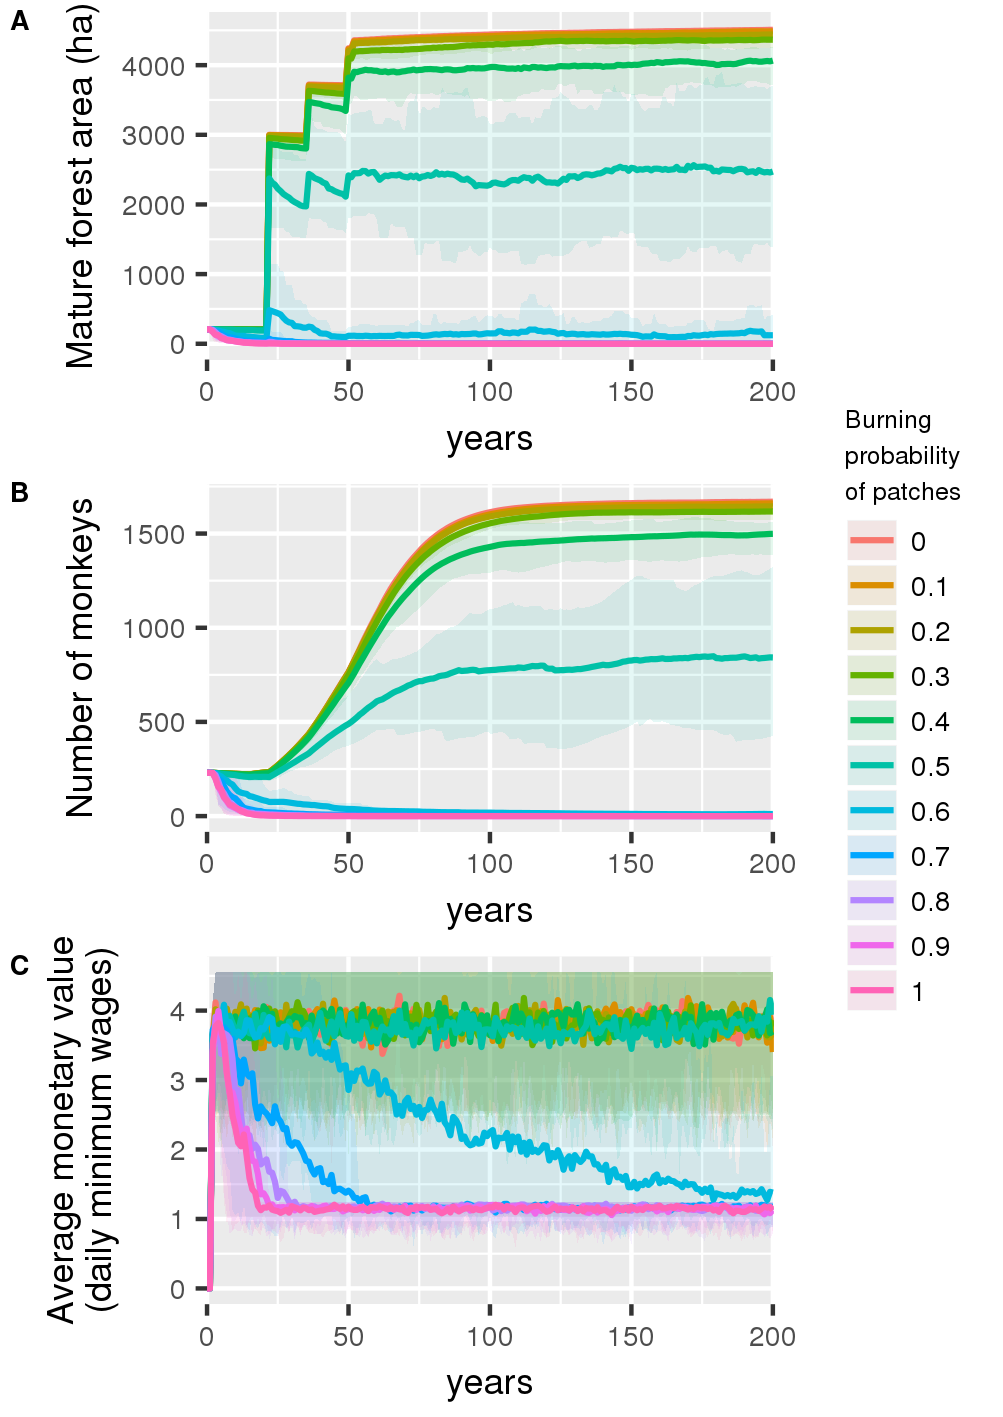 A
Mature forest area (ha)
4000
3000
2000
1000
0
0 50 100 150 200
years
B
Number of monkeys
1500
1000
500
0
0 50 100 150 200
years
C
Average monetary value
(daily minimum wages)
4
3
2
1
0
0 50 100 150 200
years
Burning
probability
of patches
0
0.1
0.2
0.3
0.4
0.5
0.6
0.7
0.8
0.9
1